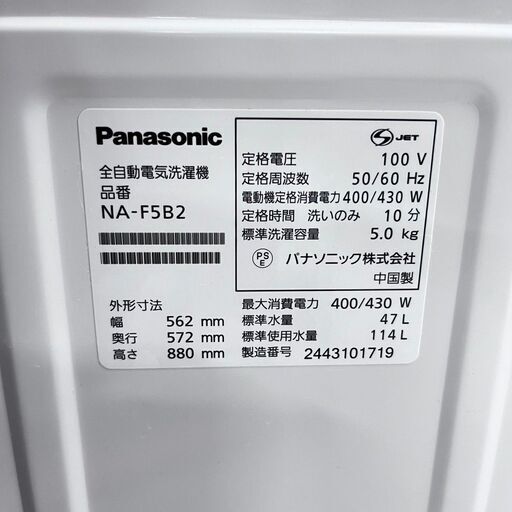 Panasonic
全自動電気洗濯機
品番
NA-F5B2
外形寸法
幅 562 mm
奥行 572 mm
高さ 880 mm
S JET
定格電圧 100 V
定格周波数 50/60 Hz
電動機定格消費電力 400/430 W
定格時間 洗いのみ 10 分
標準洗濯容量 5.0 kg
PSE パナソニック株式会社
中国製
最大消費電力 400/430 W
標準水量 47 L
標準使用水量 114 L
製造番号 2443101719